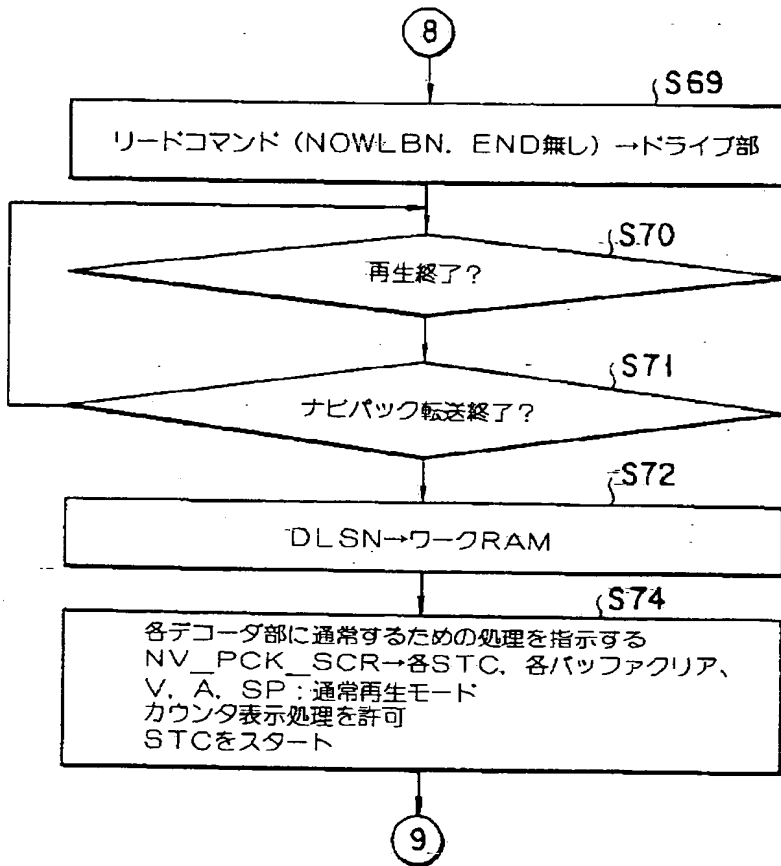 8
S69
リードコマンド（NOWLBN．END無し）→ドライブ部
S70
再生終了？
S71
ナビパック転送終了？
S72
DLSN→ワークRAM
S74
各デコーダ部に通常するための処理を指示する
NV_PCK_SCR→各STC，各バッファクリア、
V，A，SP：通常再生モード
カウンタ表示処理を許可
STCをスタート
9